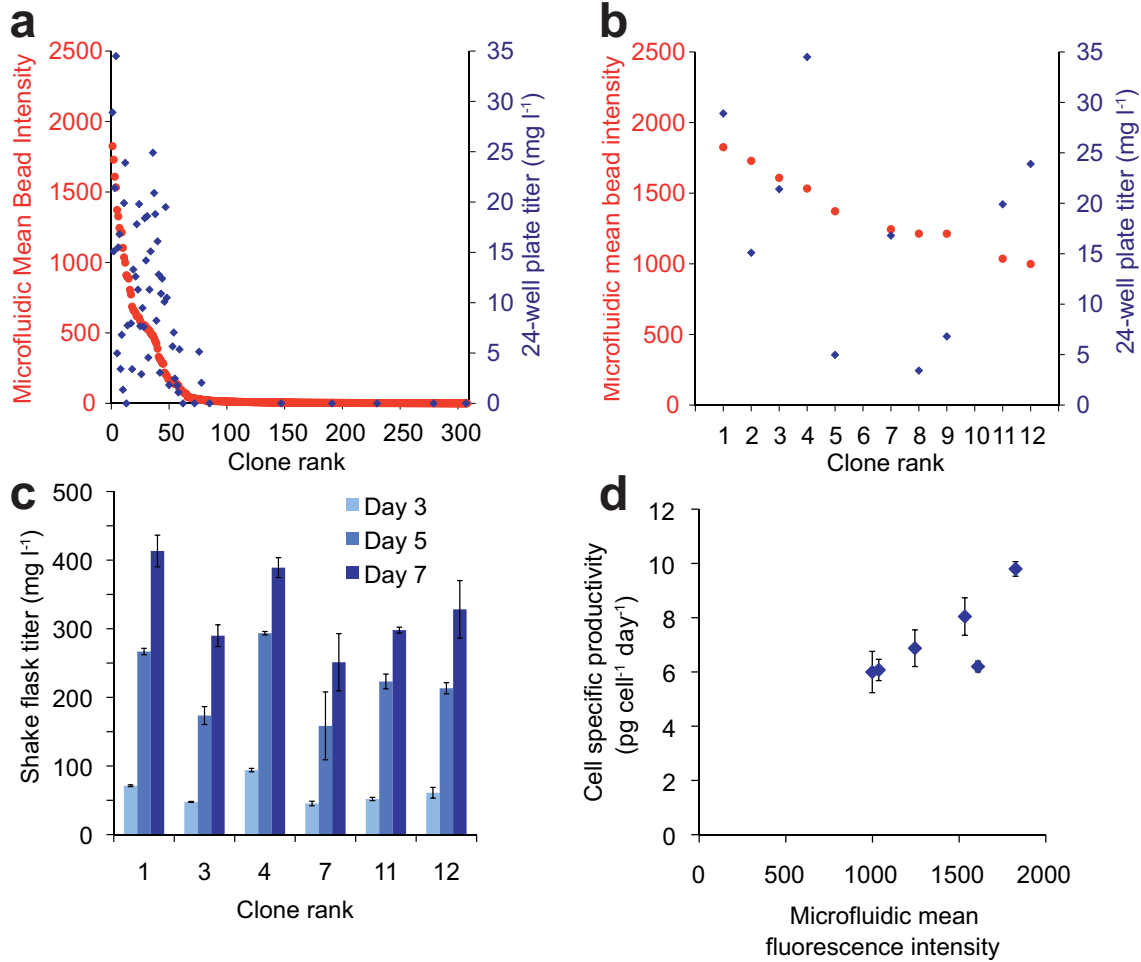 a
Microfluidic Mean Bead Intensity
2500
2000
1500
1000
500
0
35
30
25
20
15
10
5
0
24-well plate titer (mg l⁻¹)
0 50 100 150 200 250 300
Clone rank
b
Microfluidic mean bead intensity
2500
2000
1500
1000
500
0
35
30
25
20
15
10
5
0
24-well plate titer (mg l⁻¹)
1 2 3 4 5 6 7 8 9 10 11 12
Clone rank
c
Shake flask titer (mg l⁻¹)
500
400
300
200
100
0
Day 3
Day 5
Day 7
1 3 4 7 11 12
Clone rank
d
Cell specific productivity
(pg cell⁻¹ day⁻¹)
12
10
8
6
4
2
0
0 500 1000 1500 2000
Microfluidic mean
fluorescence intensity